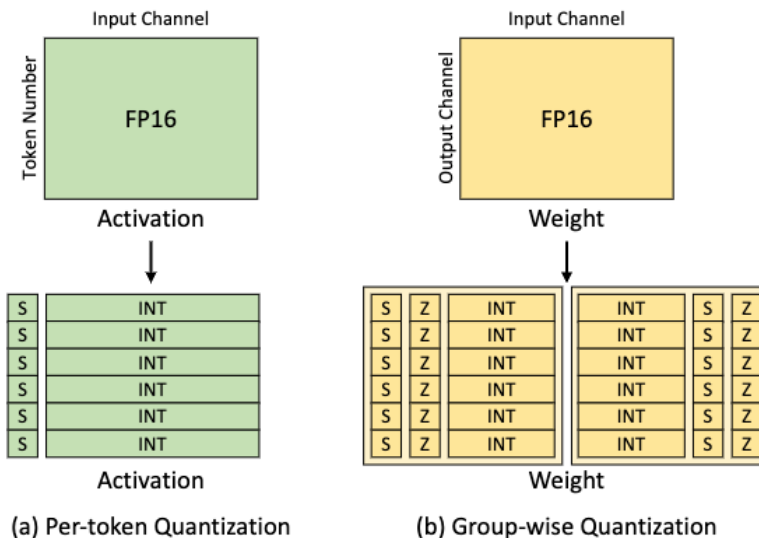 Input Channel
Token Number
FP16
Activation
S INT
S INT
S INT
S INT
S INT
S INT
Activation
(a) Per-token Quantization
Input Channel
Output Channel
FP16
Weight
S Z INT INT S Z
S Z INT INT S Z
S Z INT INT S Z
S Z INT INT S Z
S Z INT INT S Z
S Z INT INT S Z
Weight
(b) Group-wise Quantization